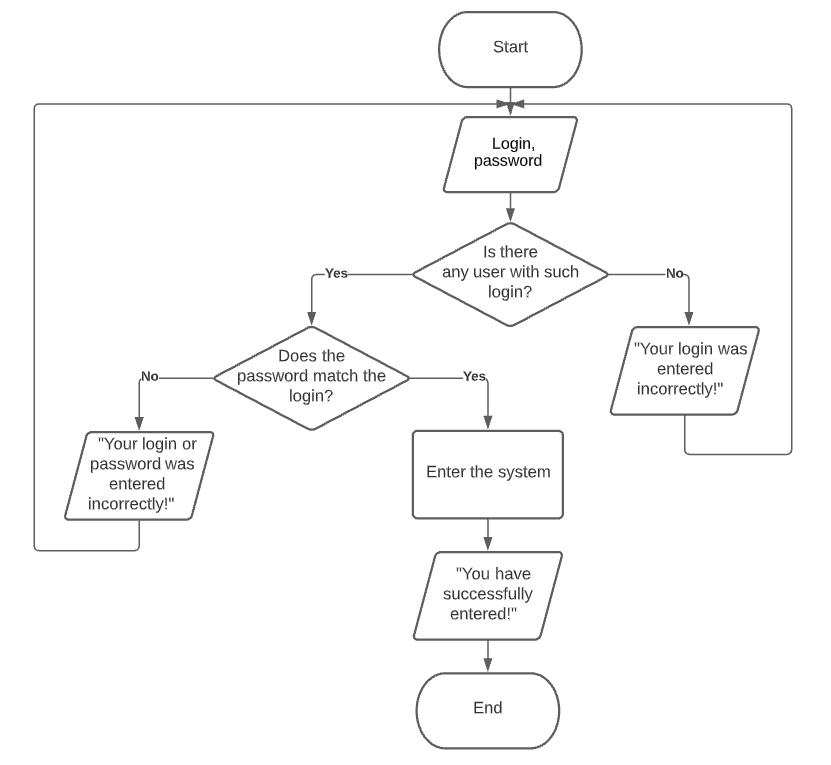 Start
Login,
password
Is there
any user with such
login?
Yes
No
Does the
password match the
login?
"Your login was
entered
incorrectly!"
No
Yes
"Your login or
password was
entered
incorrectly!"
Enter the system
"You have
successfully
entered!"
End